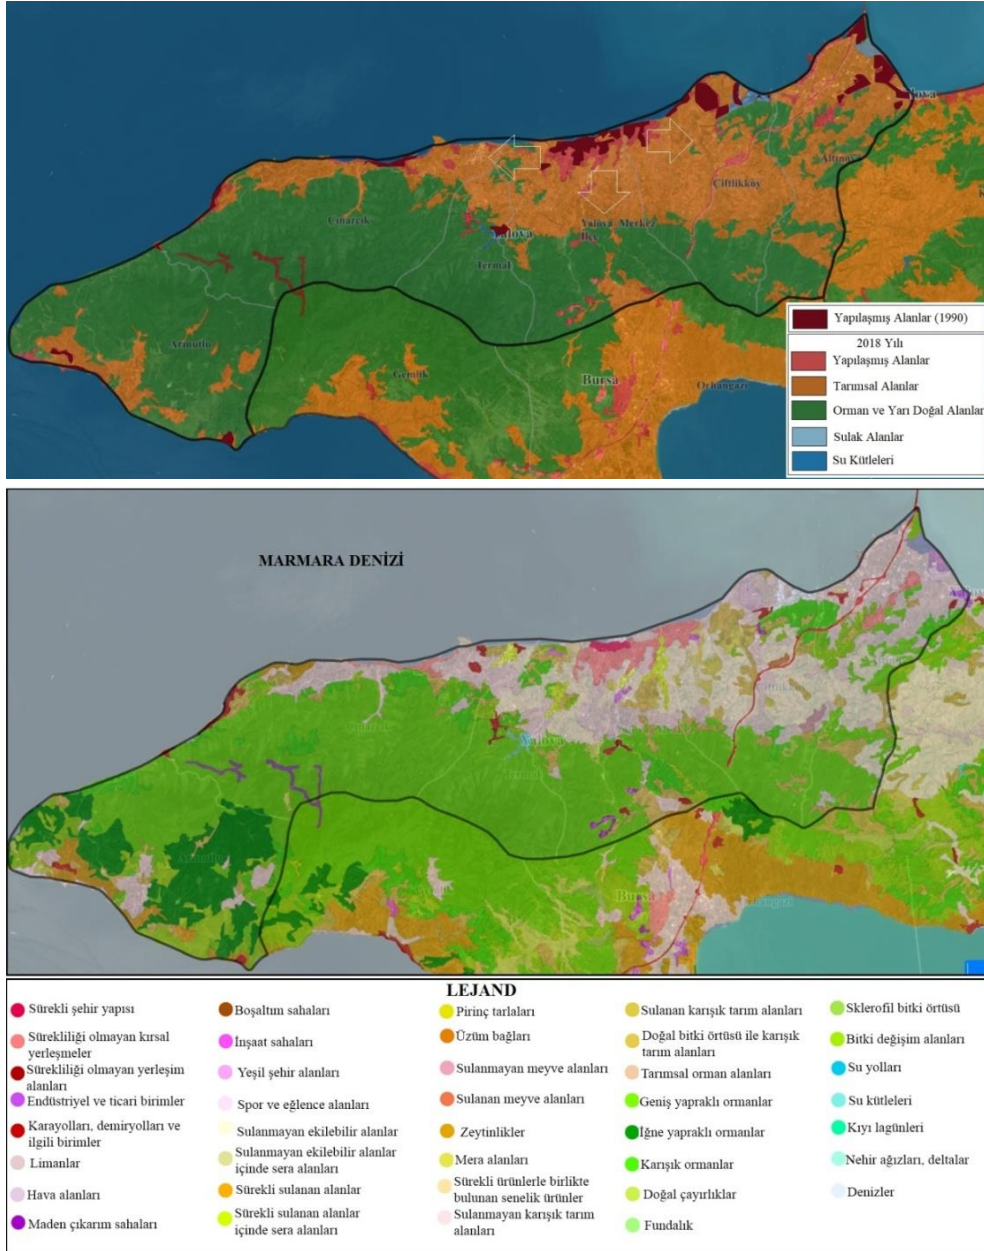 Yalova
Altınova
Çiftlikköy
Çınarcık
Yalova Merkez
İlçe
Yalova
Termal
Armutlu
Gemlik
Bursa
Orhangazi
Yapılaşmış Alanlar (1990)
2018 Yılı
Yapılaşmış Alanlar
Tarımsal Alanlar
Orman ve Yarı Doğal Alanlar
Sulak Alanlar
Su Kütleleri
MARMARA DENİZİ
Yalova
Termal
Armutlu
Bursa
LEJAND
Sürekli şehir yapısı
Sürekliliği olmayan kırsal
yerleşmeler
Sürekliliği olmayan yerleşim
alanları
Endüstriyel ve ticari birimler
Karayolları, demiryolları ve
ilgili birimler
Limanlar
Hava alanları
Maden çıkarım sahaları
Boşaltım sahaları
İnşaat sahaları
Yeşil şehir alanları
Spor ve eğlence alanları
Sulanmayan ekilebilir alanlar
Sulanmayan ekilebilir alanlar
içinde sera alanları
Sürekli sulanan alanlar
Sürekli sulanan alanlar
içinde sera alanları
Pirinç tarlaları
Üzüm bağları
Sulanmayan meyve alanları
Sulanan meyve alanları
Zeytinlikler
Mera alanları
Sürekli ürünlerle birlikte
bulunan senelik ürünler
Sulanmayan karışık tarım
alanları
Sulanan karışık tarım alanları
Doğal bitki örtüsü ile karışık
tarım alanları
Tarımsal orman alanları
Geniş yapraklı ormanlar
İğne yapraklı ormanlar
Karışık ormanlar
Doğal çayırlıklar
Fundalık
Sklerofil bitki örtüsü
Bitki değişim alanları
Su yolları
Su kütleleri
Kıyı lagünleri
Nehir ağızları, deltalar
Denizler